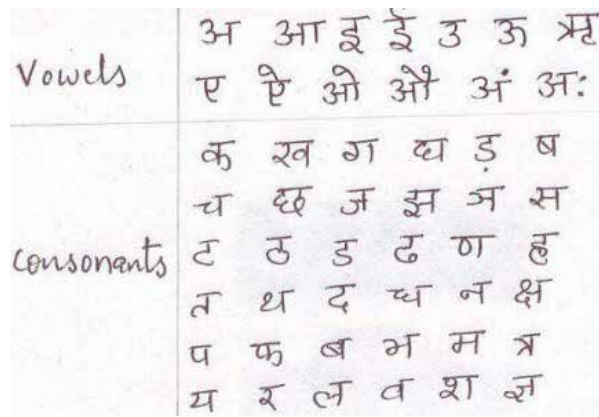 Vowels अ आ इ ई उ ऊ ऋ
ए ऐ ओ औ अं अः
क ख ग घ ड़ ष
च छ ज झ ञ स
consonants ट ठ ड ढ ण ह
त थ द ध न क्ष
प फ ब भ म त्र
य र ल व श ज्ञ